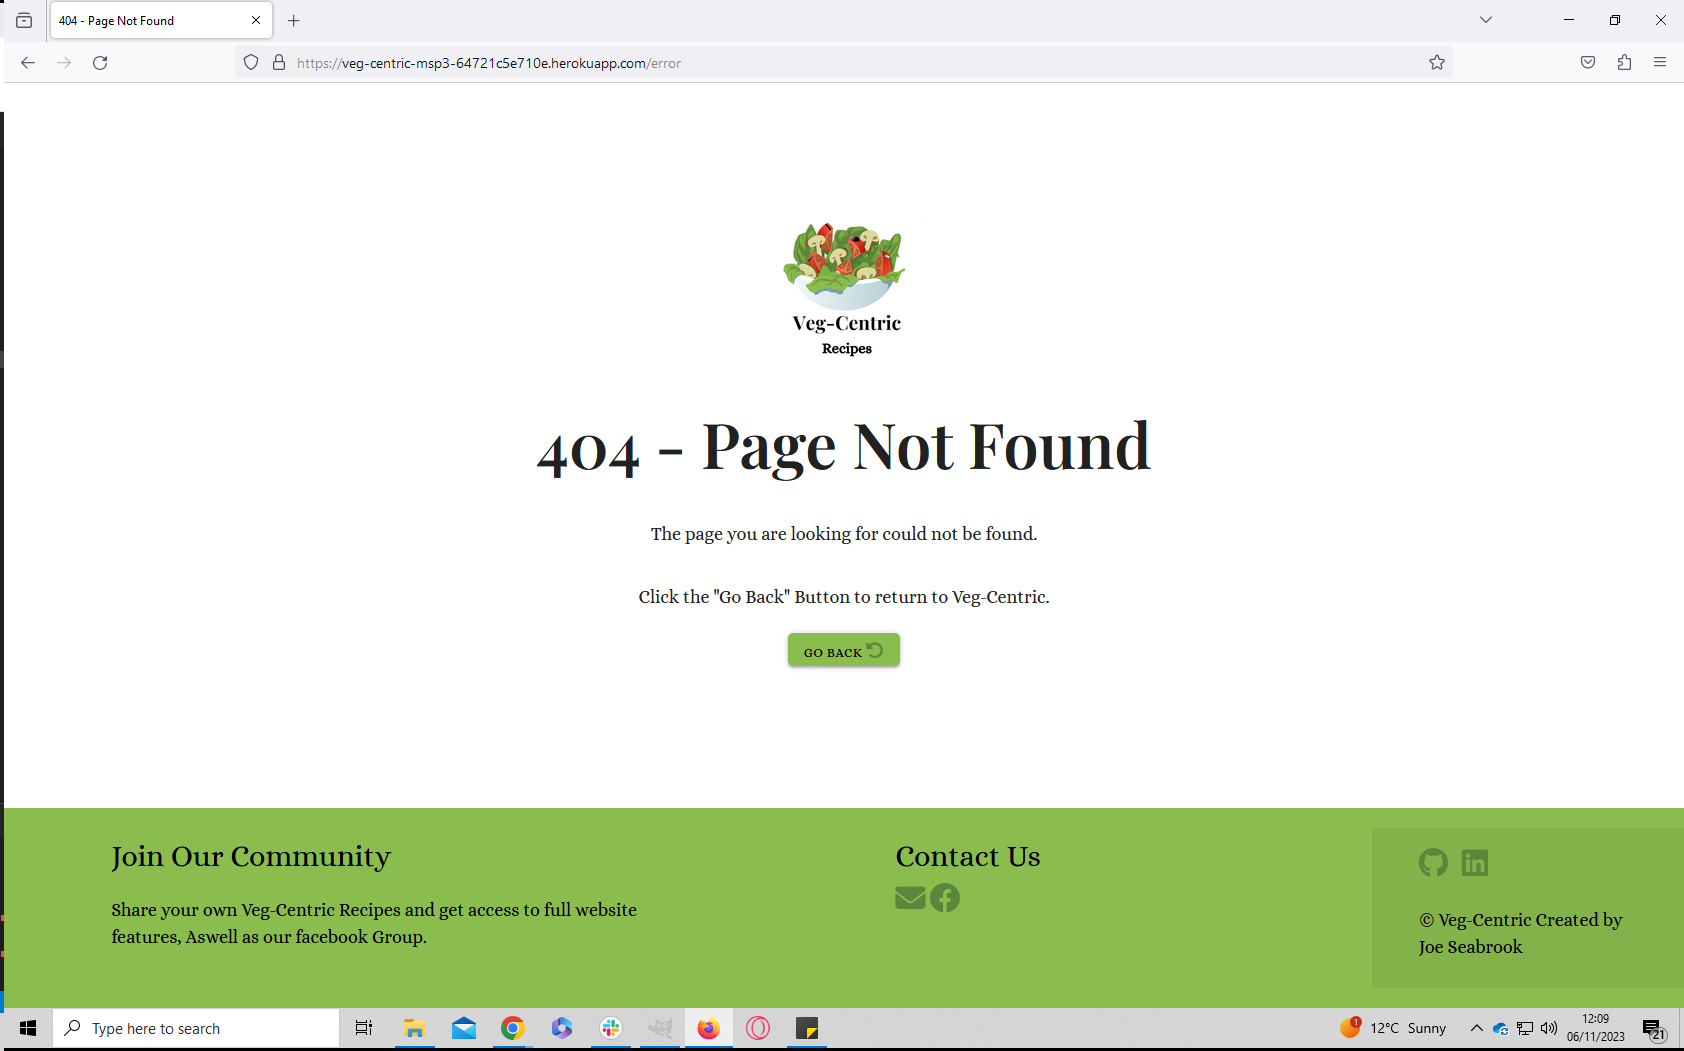 404 - Page Not Found
https://veg-centric-msp3-64721c5e710e.herokuapp.com/error
Veg-Centric
Recipes
404 - Page Not Found
The page you are looking for could not be found.
Click the "Go Back" Button to return to Veg-Centric.
GO BACK
Join Our Community
Share your own Veg-Centric Recipes and get access to full website
features, Aswell as our facebook Group.
Contact Us
© Veg-Centric Created by
Joe Seabrook
Type here to search
1
12°C Sunny
12:09
06/11/2023
21